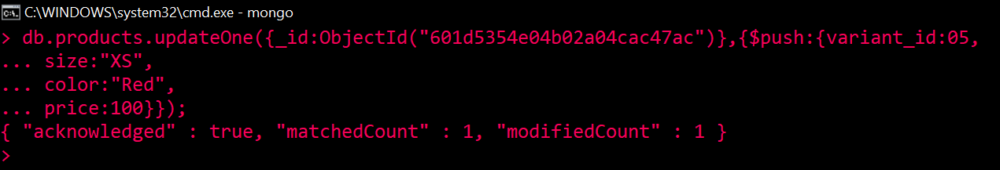 C:\WINDOWS\system32\cmd.exe - mongo
> db.products.updateOne({_id:ObjectId("601d5354e04b02a04cac47ac")},{$push:{variant_id:05,
... size:"XS",
... color:"Red",
... price:100}});
{ "acknowledged" : true, "matchedCount" : 1, "modifiedCount" : 1 }
>